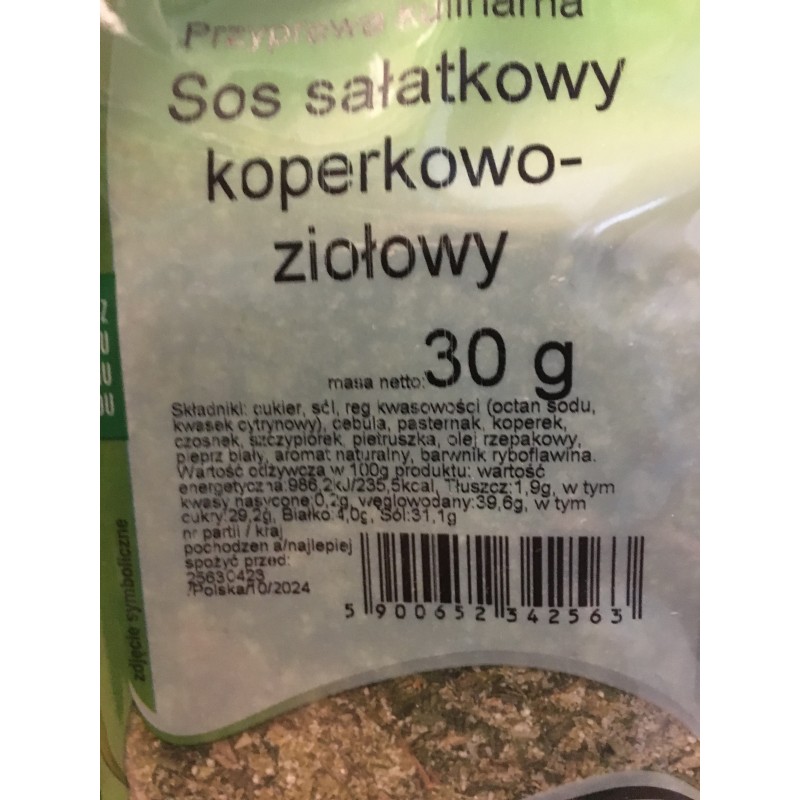 Przyprawa kulinarna
Sos sałatkowy
koperkowo-
ziołowy
masa netto:30 g
Składniki: cukier, sól, reg kwasowości (octan sodu,
kwasek cytrynowy), cebula, pasternak, koperek,
czosnek, szczypiorek, pietruszka, olej rzepakowy,
pieprz biały, aromat naturalny, barwnik ryboflawina.
Wartość odżywcza w 100g produktu: wartość
energetyczna:986,2kJ/235,5kcal, Tłuszcz:1,9g, w tym
kwasy nasycone:0,2g, węglowodany:39,6g, w tym
cukry:29,2g, Białko:4,0g, Sól:31,1g
nr partii / kraj
pochodzenia/najlepiej
spożyć przed:
25630423
/Polska/10/2024
5 900652 342563
zdjęcie symboliczne
Z
U
U
DU